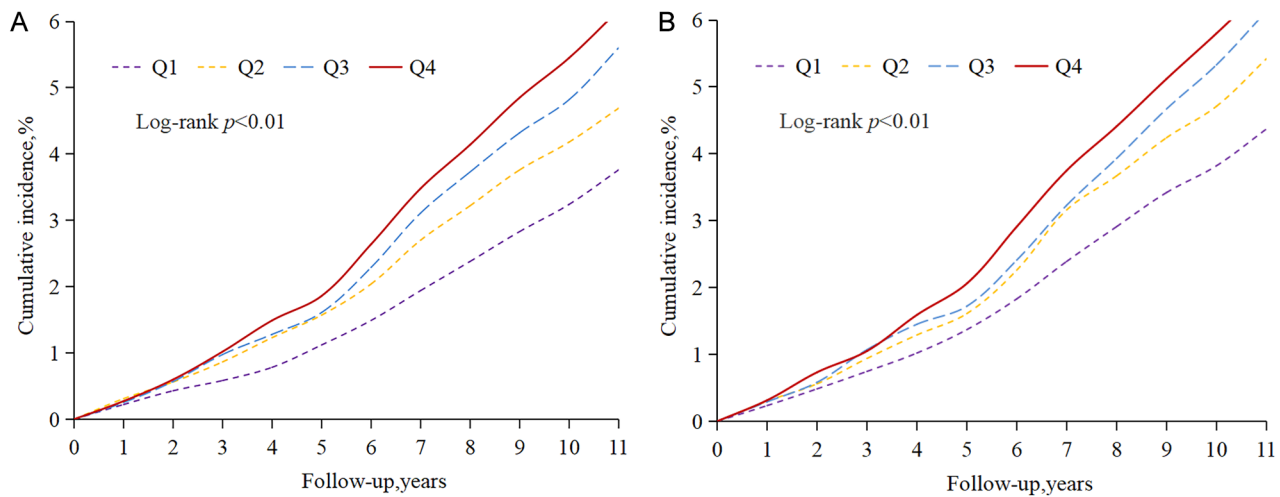 A
Cumulative incidence,%
6
5
4
3
2
1
0
Q1 Q2 Q3 Q4
Log-rank p<0.01
0 1 2 3 4 5 6 7 8 9 10 11
Follow-up,years
B
Cumulative incidence,%
6
5
4
3
2
1
0
Q1 Q2 Q3 Q4
Log-rank p<0.01
0 1 2 3 4 5 6 7 8 9 10 11
Follow-up,years